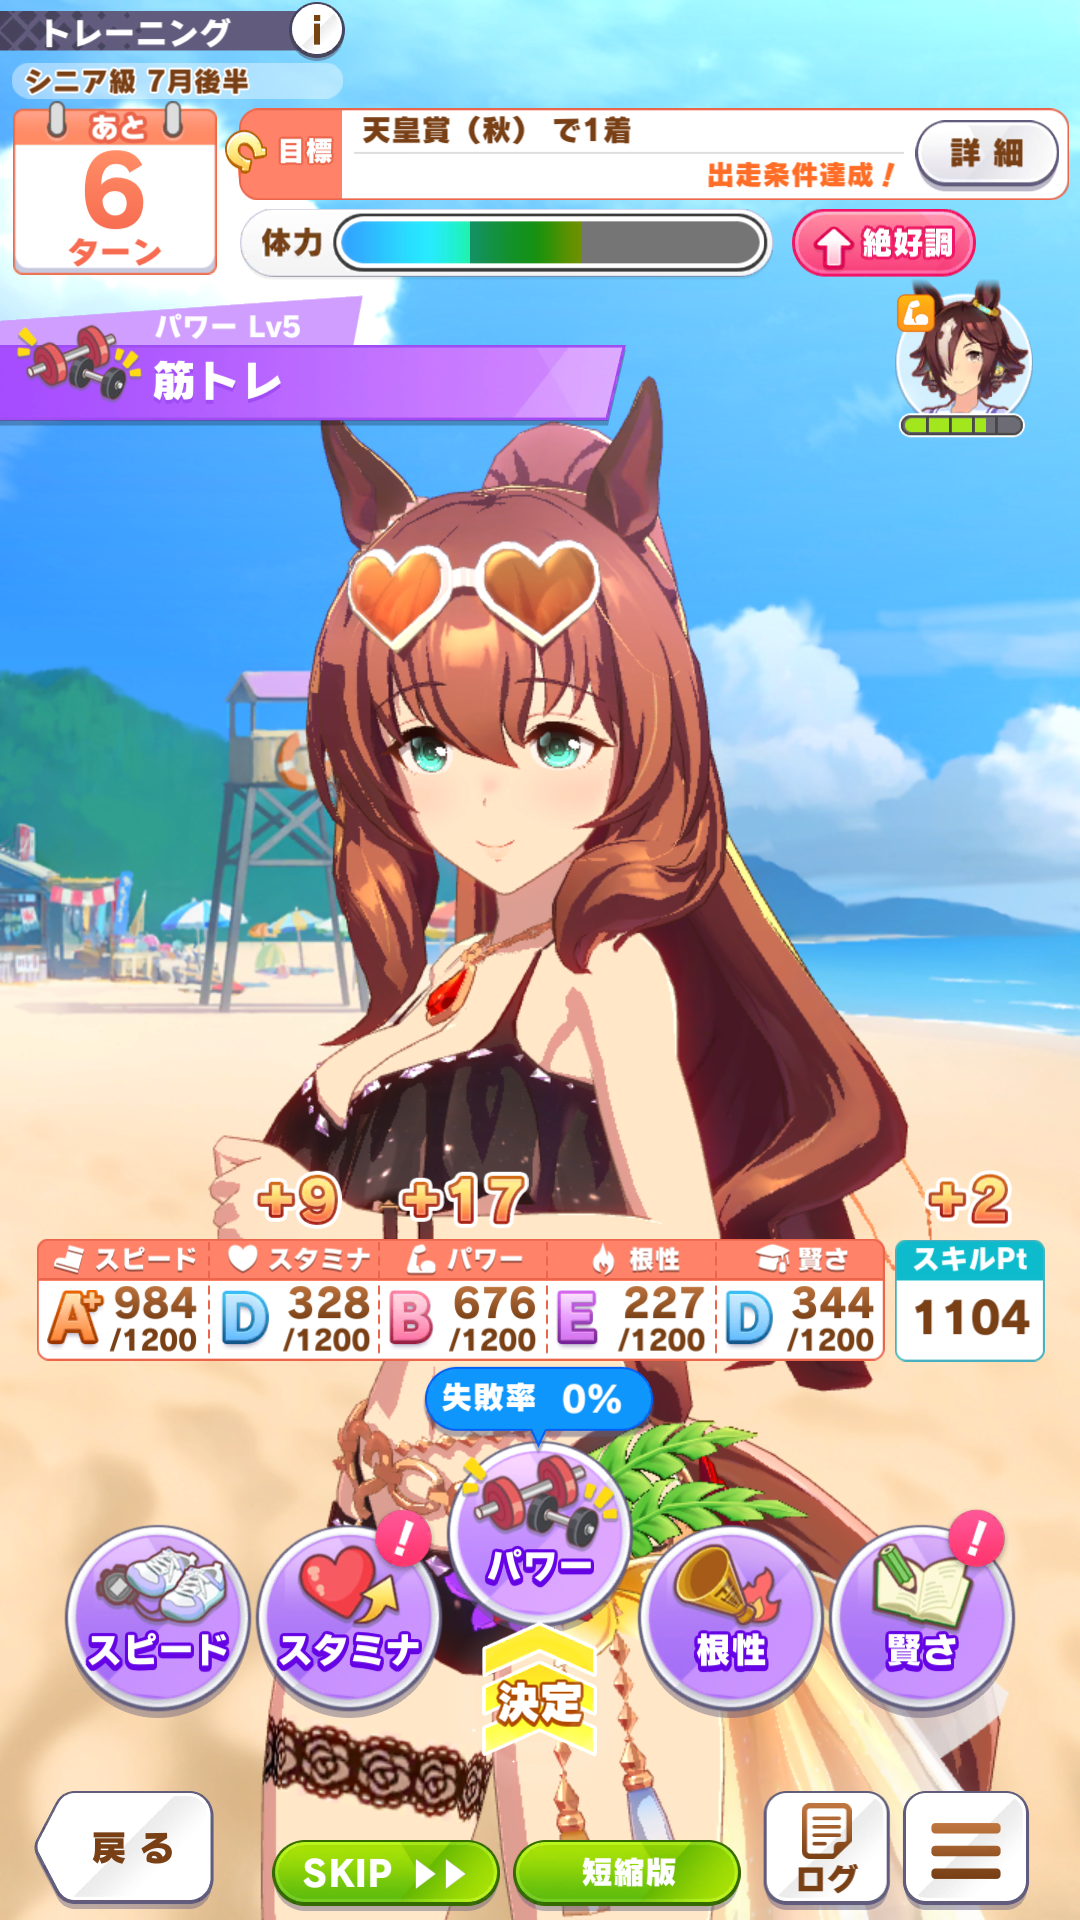 トレーニング
i
シニア級 7月後半
あと
6
ターン
目標
天皇賞（秋） で1着
出走条件達成！
詳細
体力
絶好調
パワー Lv5
筋トレ
+9 +17 +2
スピード スタミナ パワー 根性 賢さ スキルPt
A+ 984 /1200
D 328 /1200
B 676 /1200
E 227 /1200
D 344 /1200
1104
失敗率 0%
スピード
スタミナ
パワー
根性
賢さ
決定
戻る
SKIP
短縮版
ログ